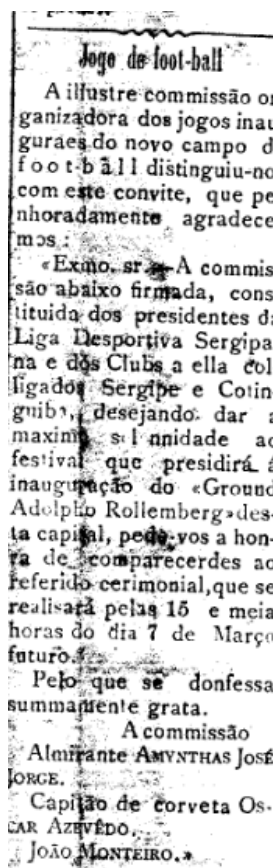 Jogo de foot-ball
A illustre commissão or
ganizadora dos jogos inau
guraes do novo campo d
foot-ball distinguiu-no
com este convite, que pe
nhoradamente agradece
mos:
«Exmo. sr.—A commis
são abaixo firmada, cons
tituida dos presidentes da
Liga Desportiva Sergipa
na e dos Clubs a ella col
ligados Sergipe e Cotin
guiba, desejando dar a
maxima solennidade ao
festival que presidirá á
inauguração do «Ground
Adolpho Rollemberg» des-
ta capital, pede-vos a hon-
ra de comparecerdes ao
referido cerimonial, que se
realisará pelas 15 e meia
horas do dia 7 de Março
futuro.
Pelo que se donfessa
summamente grata.
A commissão
Almirante AMYNTHAS JOSÉ
JORGE.
Capitão de corveta OS-
CAR AZEVÊDO.
JOÃO MONTEIRO.»